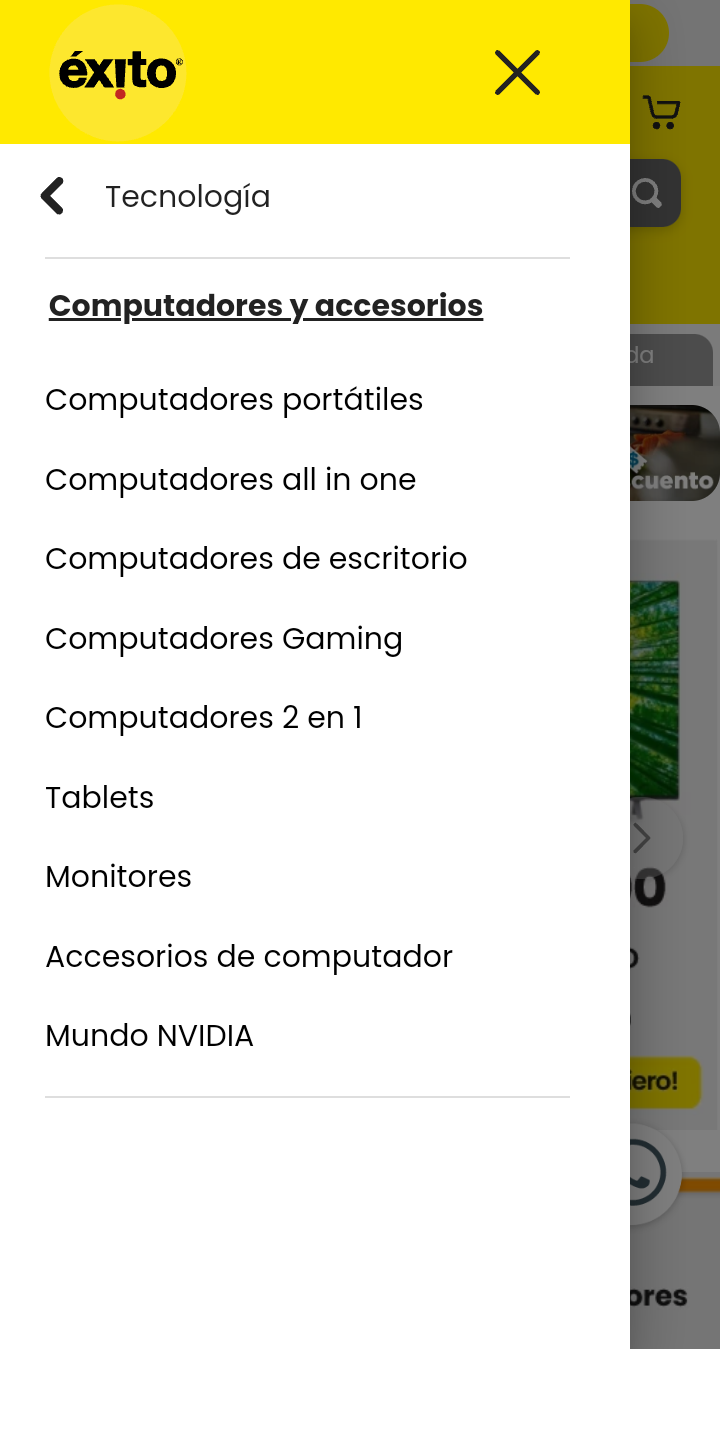 éxito®
Tecnología
Computadores y accesorios
Computadores portátiles
Computadores all in one
Computadores de escritorio
Computadores Gaming
Computadores 2 en 1
Tablets
Monitores
Accesorios de computador
Mundo NVIDIA
da
cuento
0
o
iero!
ores